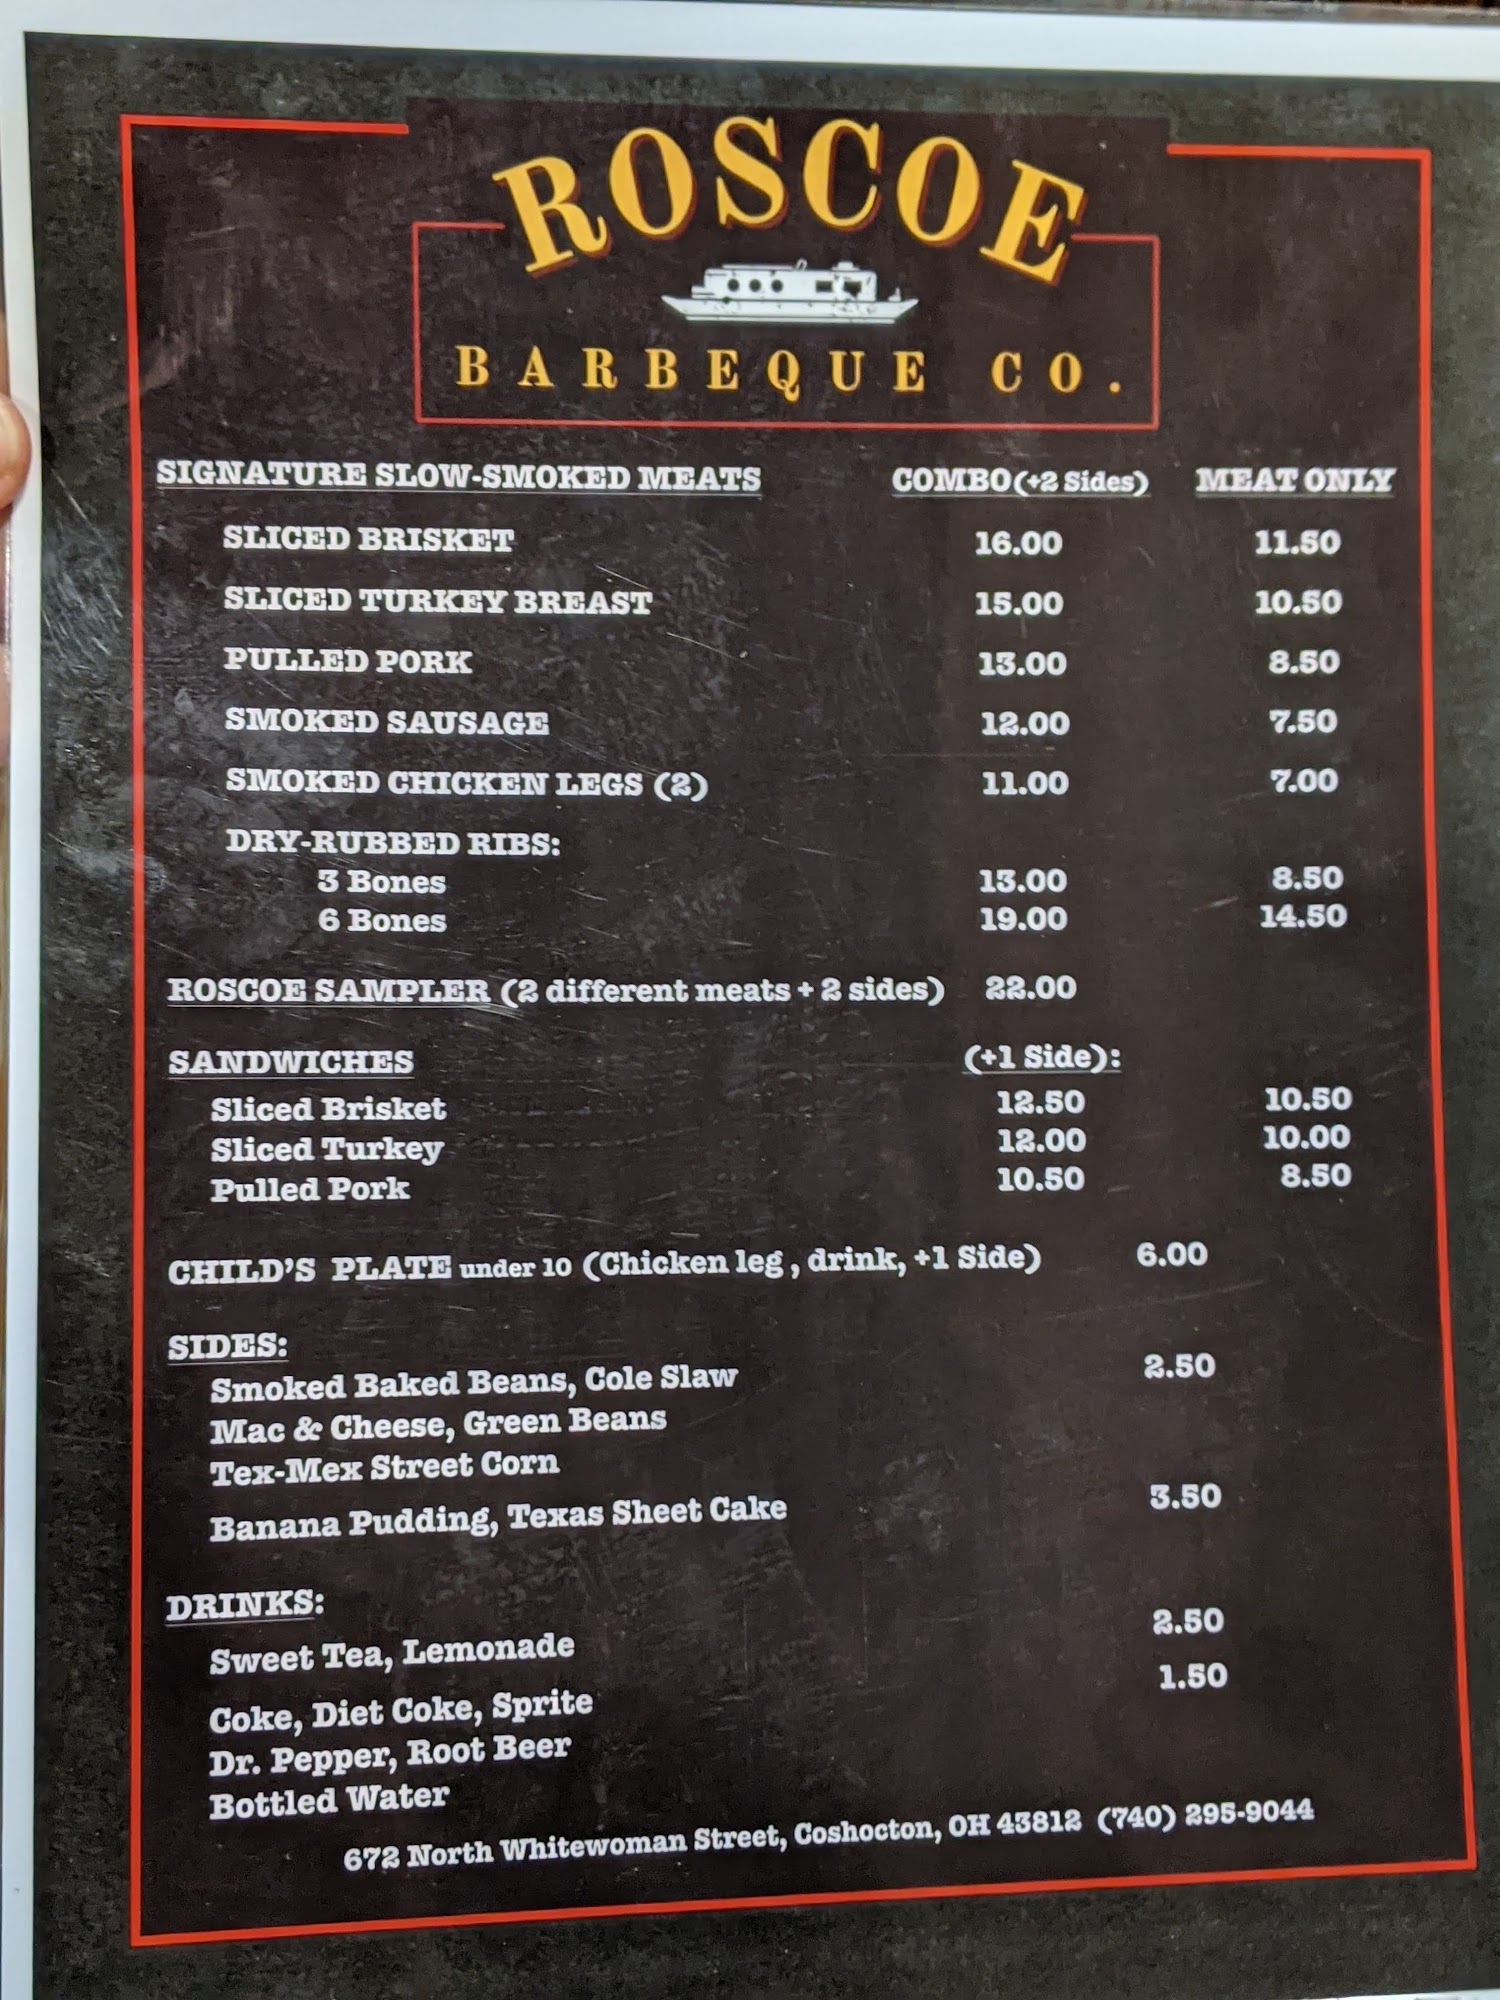 ROSCOE
BARBEQUE CO.
SIGNATURE SLOW-SMOKED MEATS COMBO (+2 Sides) MEAT ONLY
SLICED BRISKET 16.00 11.50
SLICED TURKEY BREAST 15.00 10.50
PULLED PORK 13.00 8.50
SMOKED SAUSAGE 12.00 7.50
SMOKED CHICKEN LEGS (2) 11.00 7.00
DRY-RUBBED RIBS:
3 Bones 13.00 8.50
6 Bones 19.00 14.50
ROSCOE SAMPLER (2 different meats + 2 sides) 22.00
SANDWICHES (+1 Side):
Sliced Brisket 12.50 10.50
Sliced Turkey 12.00 10.00
Pulled Pork 10.50 8.50
CHILD'S PLATE under 10 (Chicken leg, drink, +1 Side) 6.00
SIDES:
Smoked Baked Beans, Cole Slaw 2.50
Mac & Cheese, Green Beans
Tex-Mex Street Corn
Banana Pudding, Texas Sheet Cake 3.50
DRINKS:
Sweet Tea, Lemonade 2.50
Coke, Diet Coke, Sprite 1.50
Dr. Pepper, Root Beer
Bottled Water
672 North Whitewoman Street, Coshocton, OH 43812 (740) 295-9044